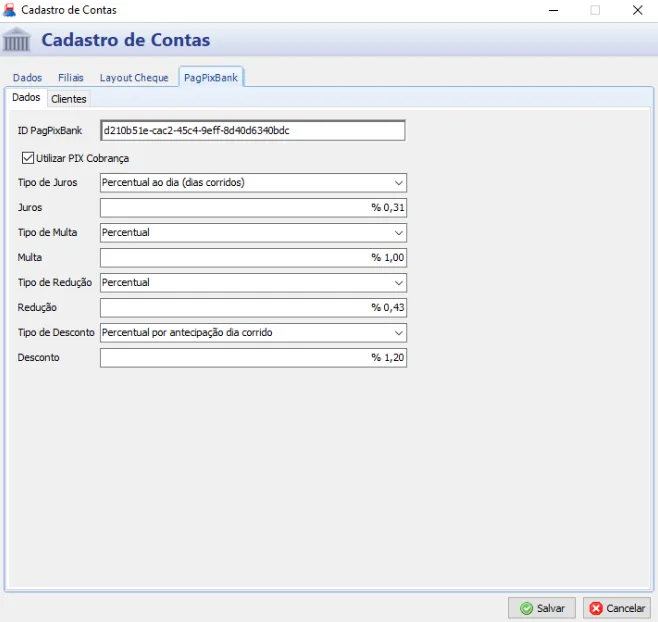 Cadastro de Contas
Cadastro de Contas
Dados Filiais Layout Cheque PagPixBank
Dados Clientes
ID PagPixBank d210b51e-cac2-45c4-9eff-8d40d6340bdc
Utilizar PIX Cobrança
Tipo de Juros Percentual ao dia (dias corridos)
Juros % 0,31
Tipo de Multa Percentual
Multa % 1,00
Tipo de Redução Percentual
Redução % 0,43
Tipo de Desconto Percentual por antecipação dia corrido
Desconto % 1,20
Salvar Cancelar